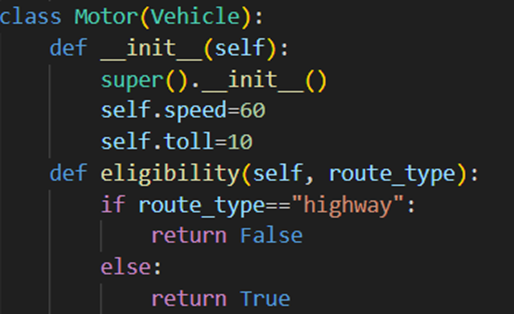 class Motor(Vehicle):
    def __init__(self):
        super().__init__()
        self.speed=60
        self.toll=10
    def eligibility(self, route_type):
        if route_type=="highway":
            return False
        else:
            return True